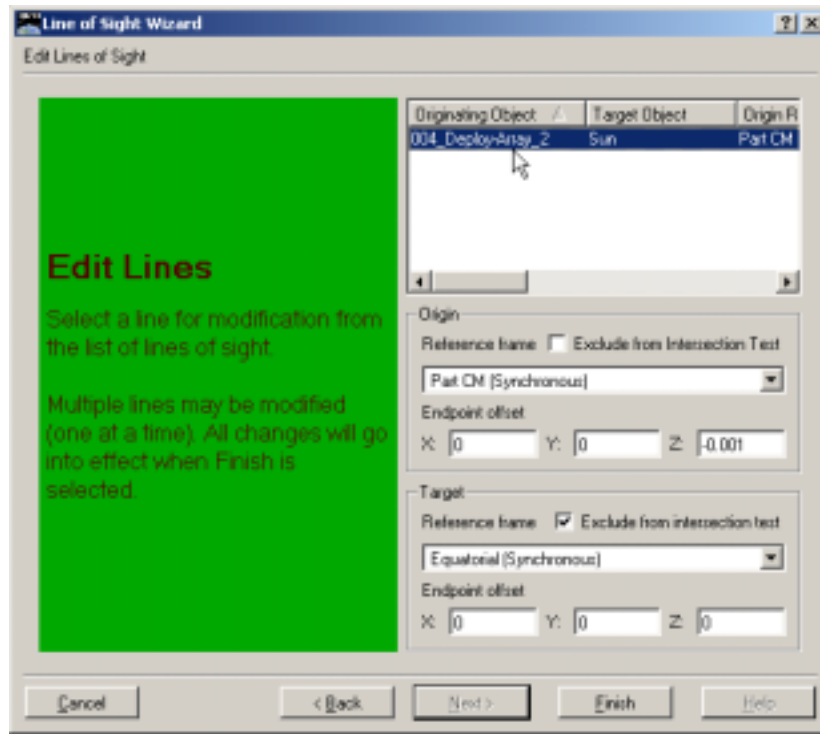 Line of Sight Wizard
Edit Lines of Sight
Originating Object Target Object Origin R
004_Deploy-Array_2 Sun Part CM
Edit Lines
Select a line for modification from
the list of lines of sight.
Multiple lines may be modified
(one at a time). All changes will go
into effect when Finish is
selected.
Origin
Reference frame Exclude from Intersection Test
Part CM (Synchronous)
Endpoint offset
X: 0 Y: 0 Z: -0.001
Target
Reference frame Exclude from intersection test
Equatorial (Synchronous)
Endpoint offset
X: 0 Y: 0 Z: 0
Cancel < Back Next > Finish Help